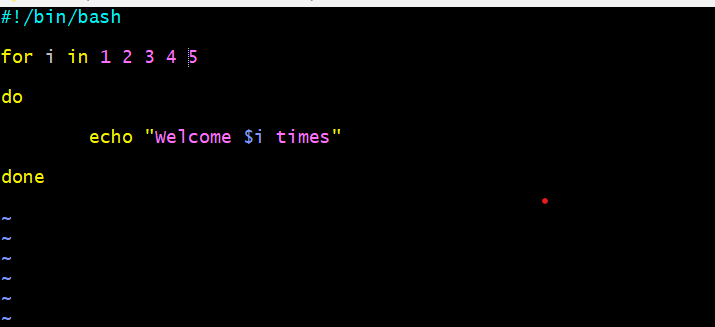 #!/bin/bash
for i in 1 2 3 4 5
do
echo "Welcome $i times"
done
~
~
~
~
~
~